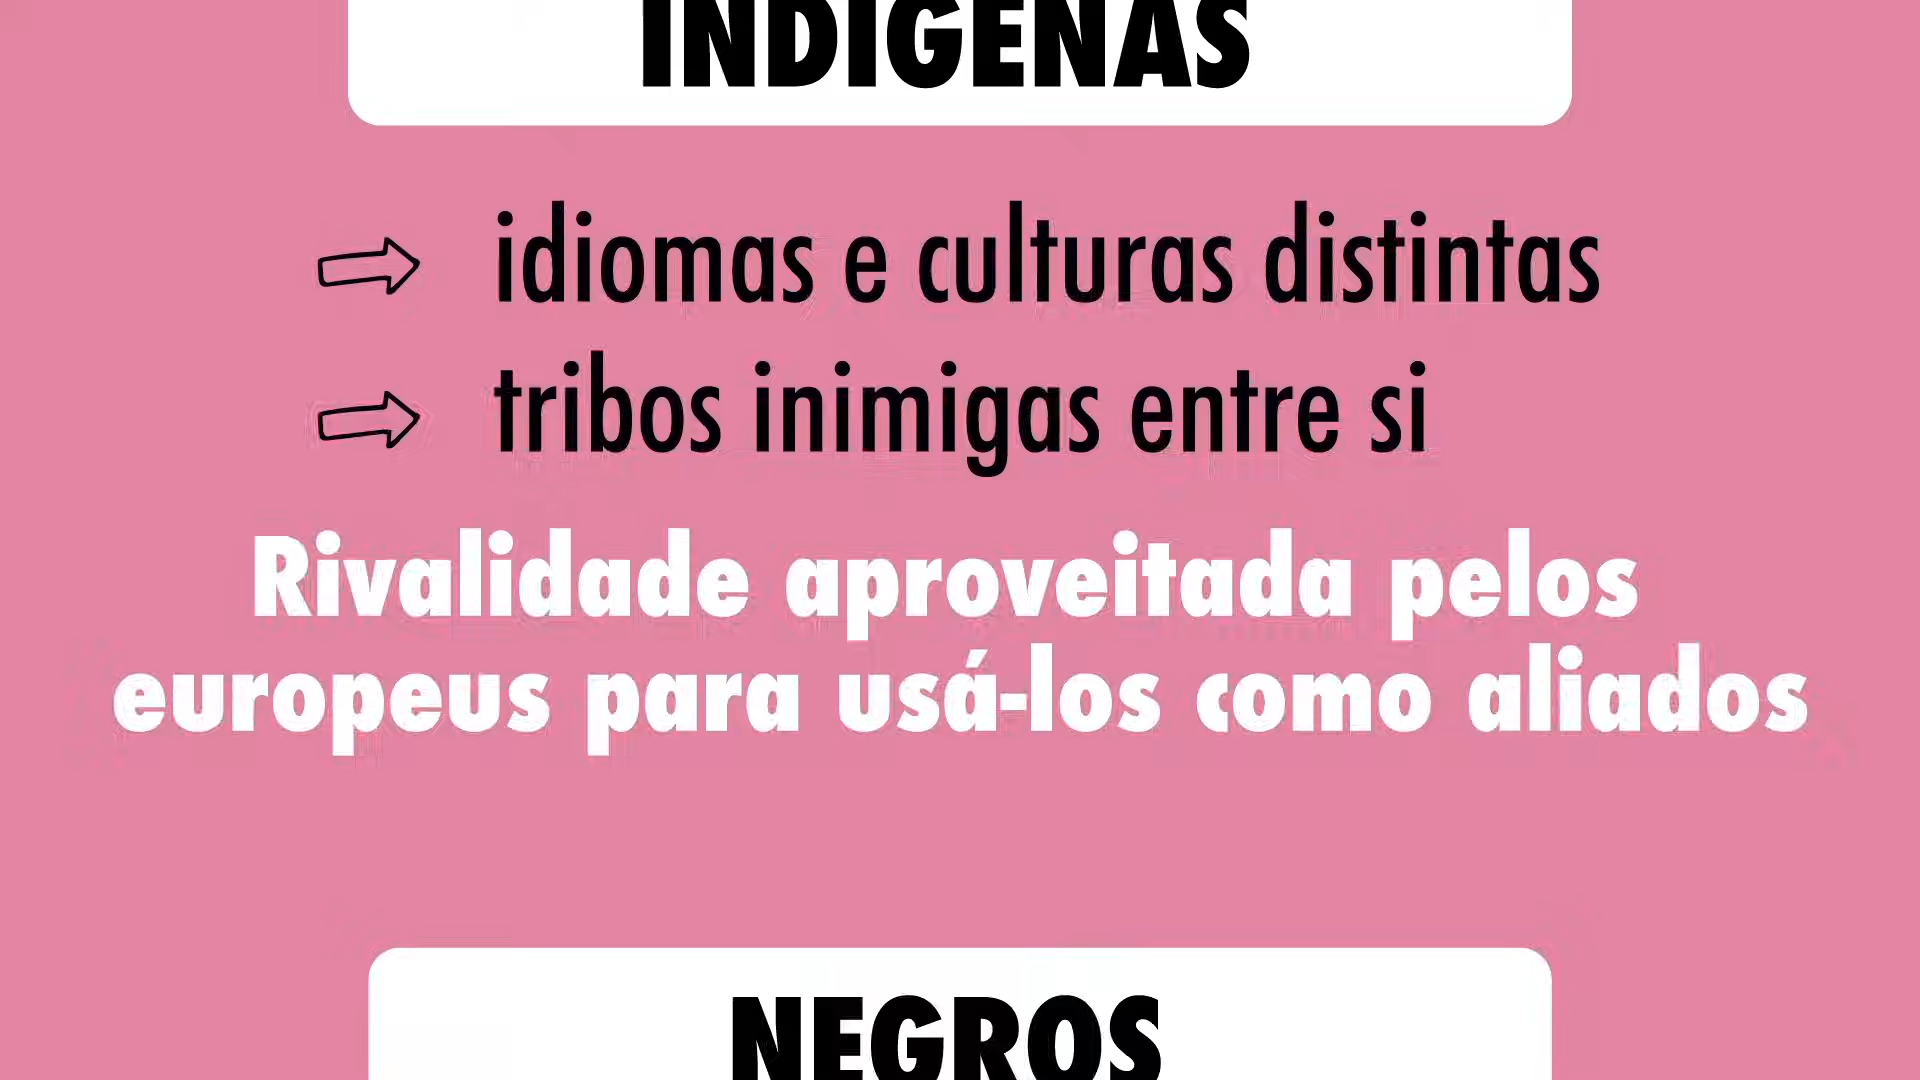 INDÍGENAS
idiomas e culturas distintas
tribos inimigas entre si
Rivalidade aproveitada pelos
europeus para usá-los como aliados
NEGROS